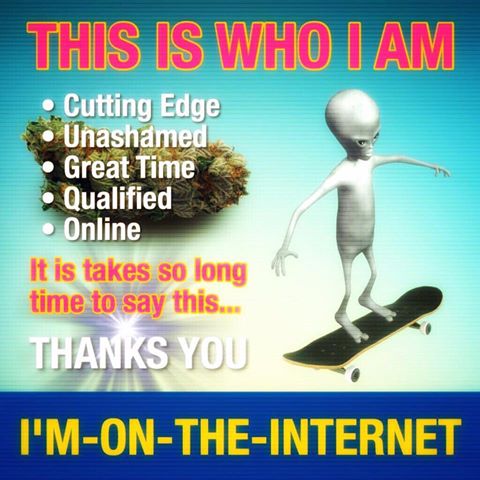 THIS IS WHO I AM
• Cutting Edge
• Unashamed
• Great Time
• Qualified
• Online
It is takes so long
time to say this...
THANKS YOU
I'M-ON-THE-INTERNET